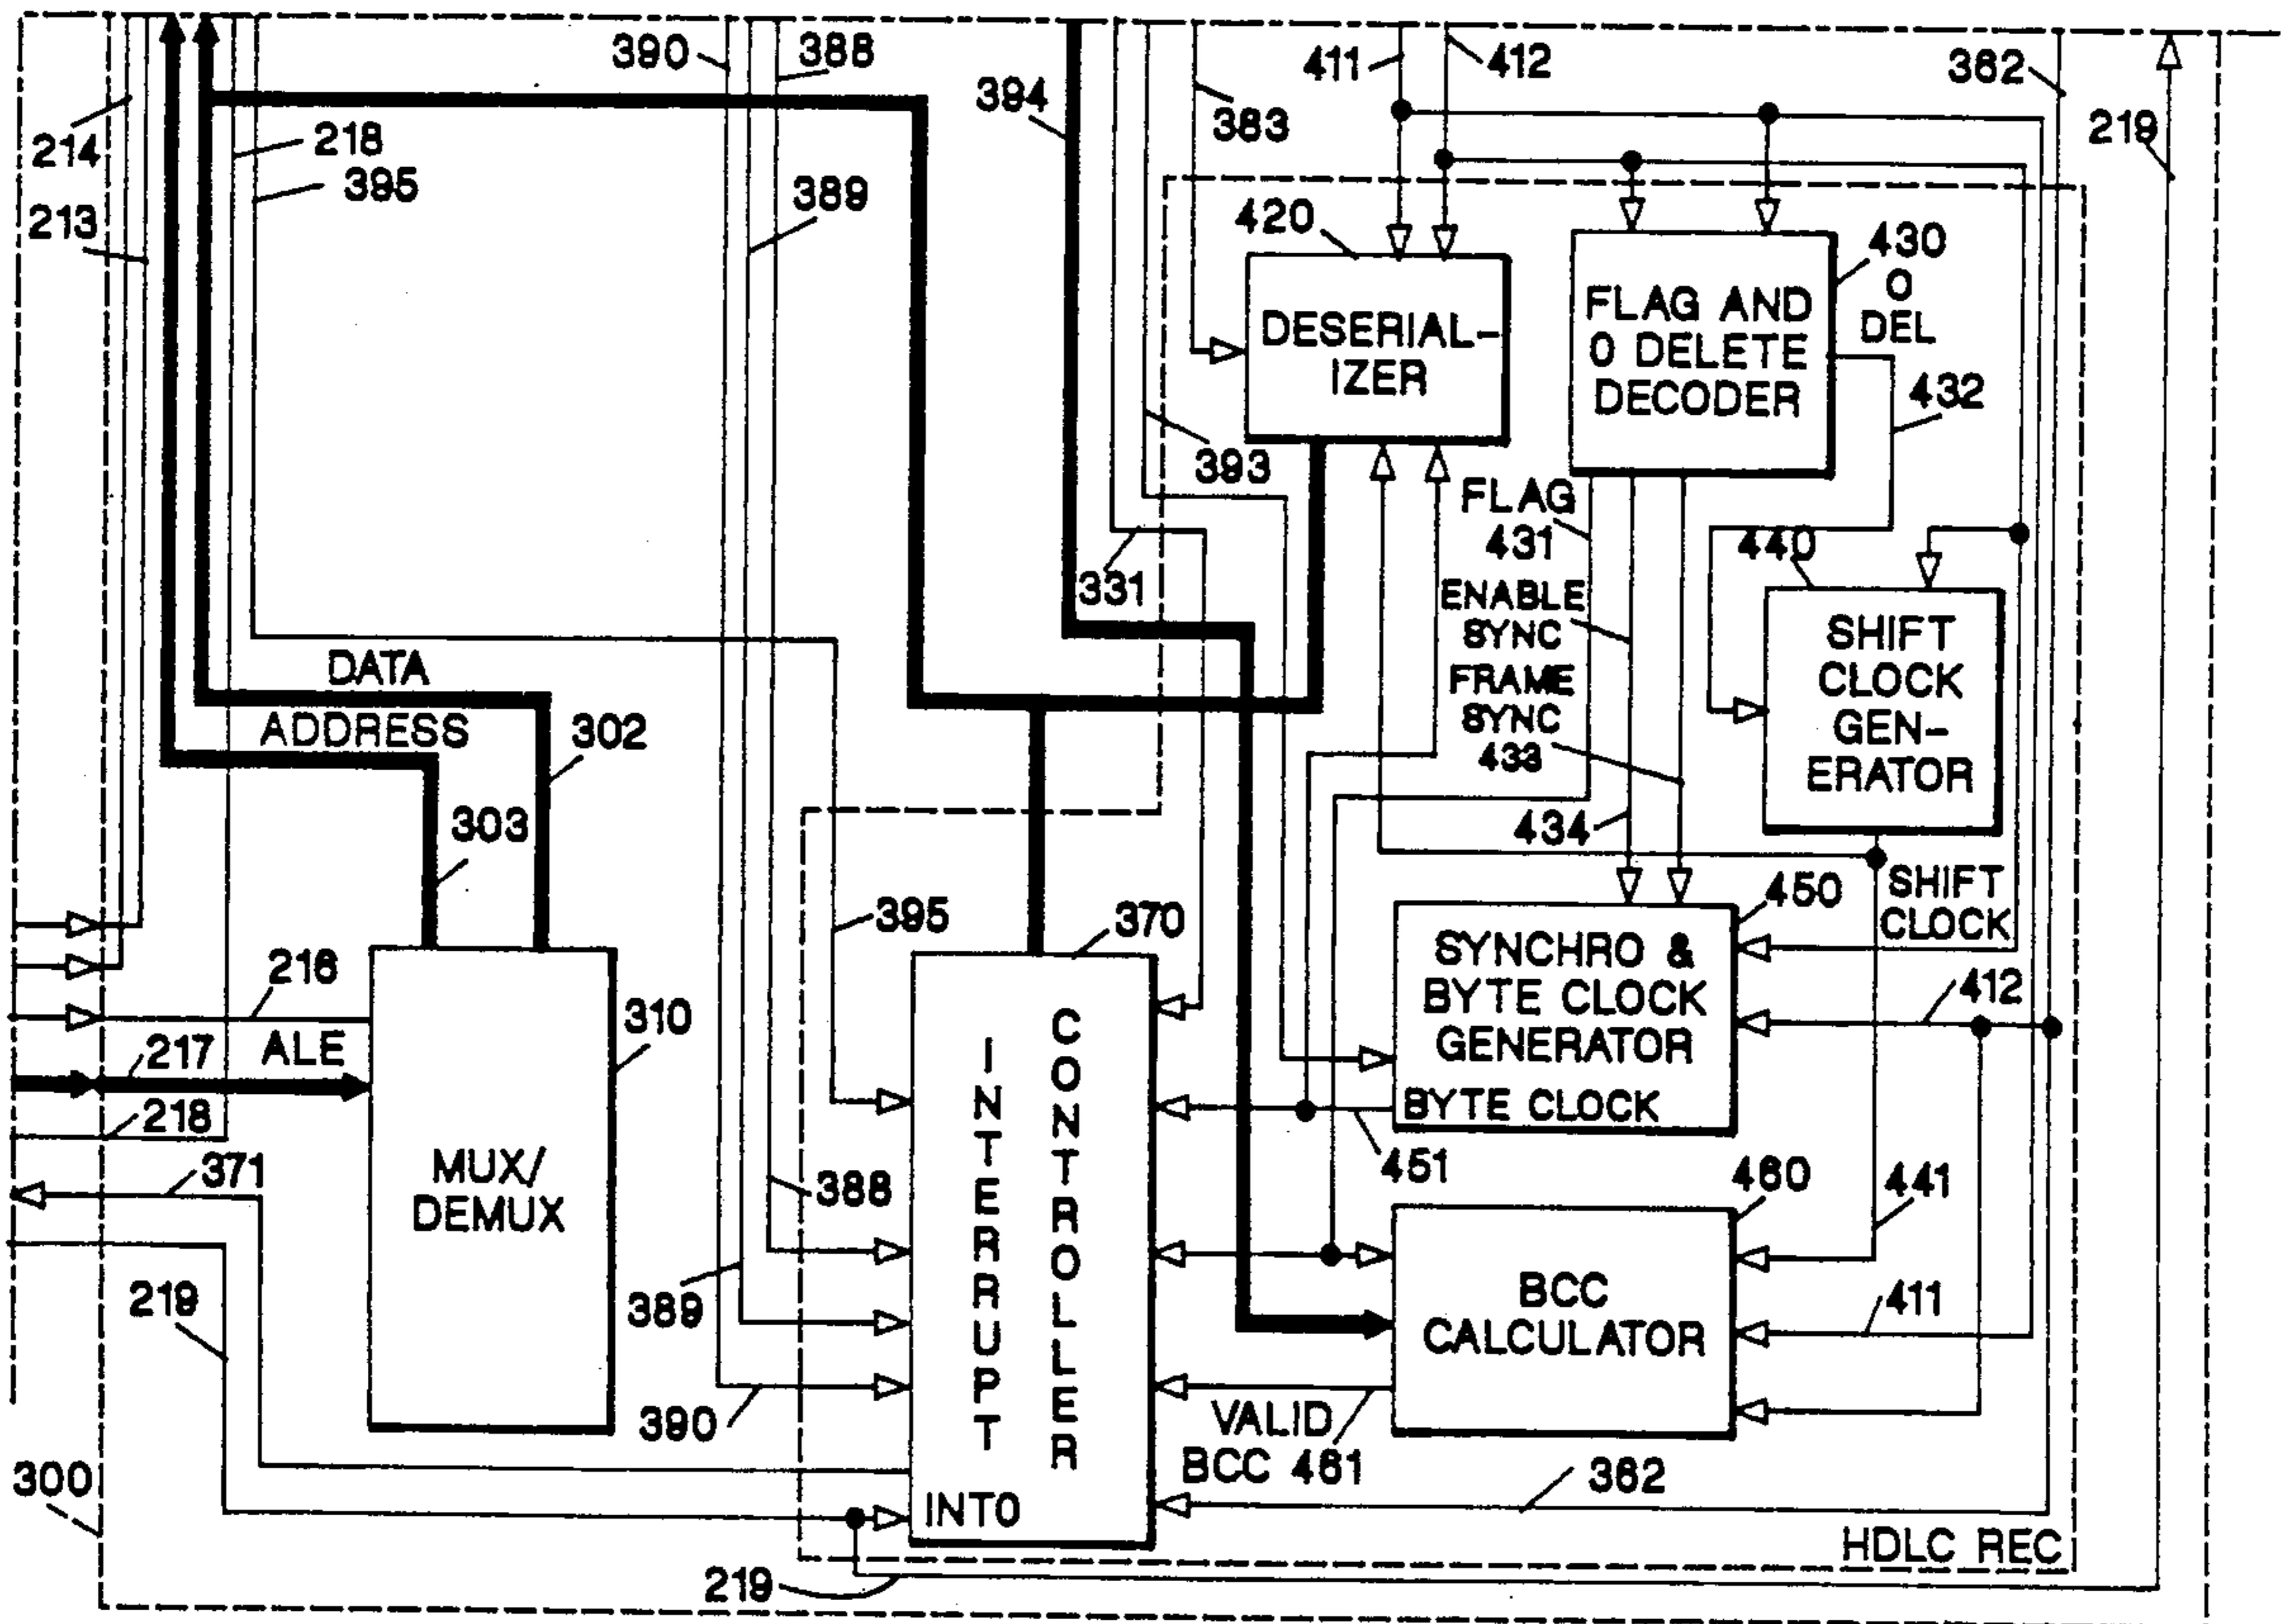 390
388
411
412
362
394
383
219
214
218
395
213
389
420
430
O
DEL
FLAG AND
0 DELETE
DECODER
DESERIAL-
IZER
432
393
FLAG
431
440
331
ENABLE
SYNC
SHIFT
CLOCK
GEN-
ERATOR
DATA
FRAME
SYNC
433
ADDRESS
302
303
434
SHIFT
CLOCK
450
395
370
SYNCHRO &
BYTE CLOCK
GENERATOR
216
412
310
ALE
217
INTERRUPT
CONTROLLER
BYTE CLOCK
218
451
371
MUX/
DEMUX
388
460
441
219
389
BCC
CALCULATOR
411
390
VALID
BCC 461
300
362
INTO
HDLC REC
219